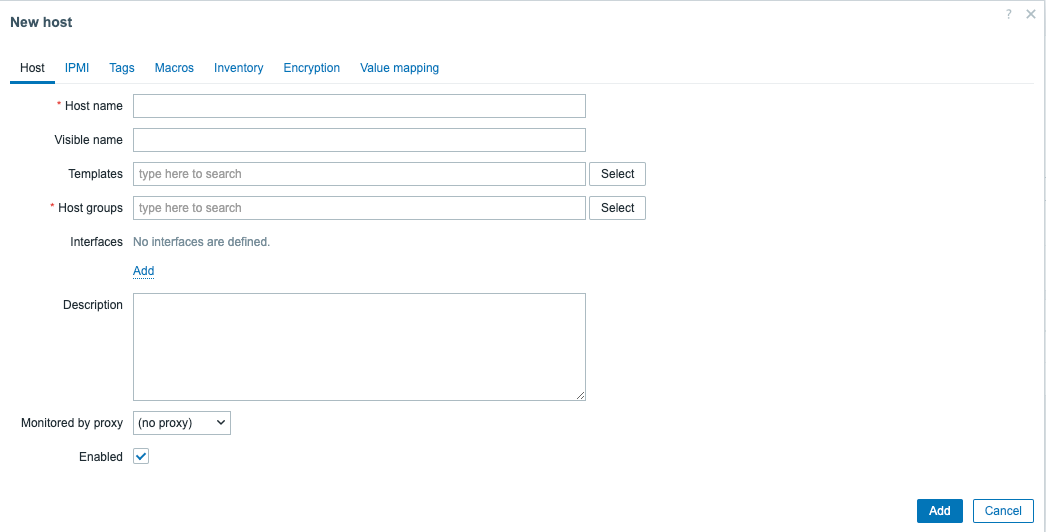 New host
?
Host IPMI Tags Macros Inventory Encryption Value mapping
* Host name
Visible name
Templates type here to search Select
* Host groups type here to search Select
Interfaces No interfaces are defined.
Add
Description
Monitored by proxy (no proxy)
Enabled
Add Cancel